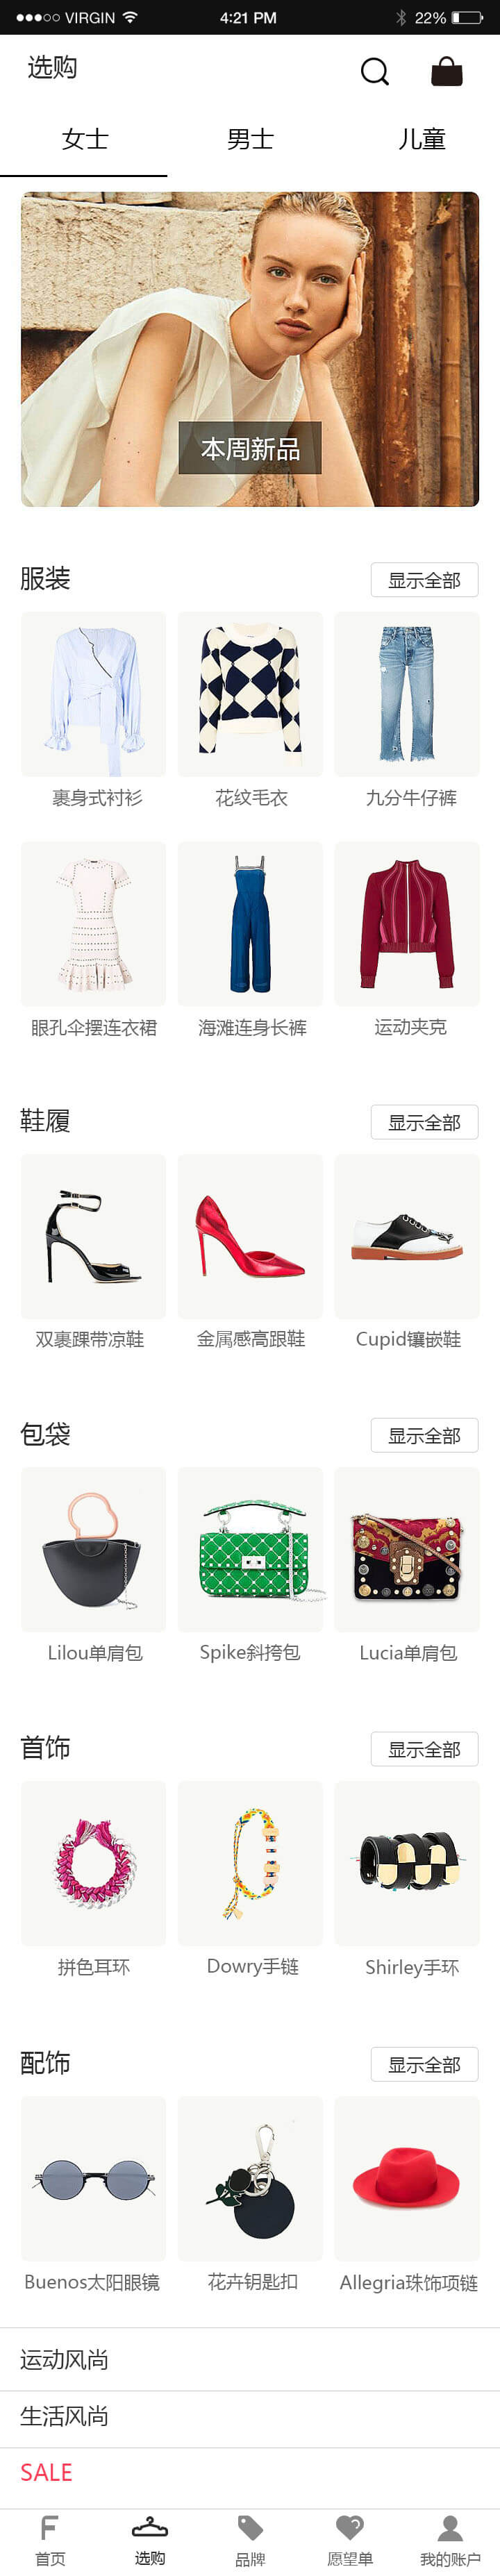 VIRGIN 4:21 PM 22%
选购
女士 男士 儿童
本周新品
服装 显示全部
裹身式衬衫 花纹毛衣 九分牛仔裤
眼孔伞摆连衣裙 海滩连身长裤 运动夹克
鞋履 显示全部
双裹踝带凉鞋 金属感高跟鞋 Cupid镶嵌鞋
包袋 显示全部
Lilou单肩包 Spike斜挎包 Lucia单肩包
首饰 显示全部
拼色耳环 Dowry手链 Shirley手环
配饰 显示全部
Buenos太阳眼镜 花卉钥匙扣 Allegria珠饰项链
运动风尚
生活风尚
SALE
首页 选购 品牌 愿望单 我的账户